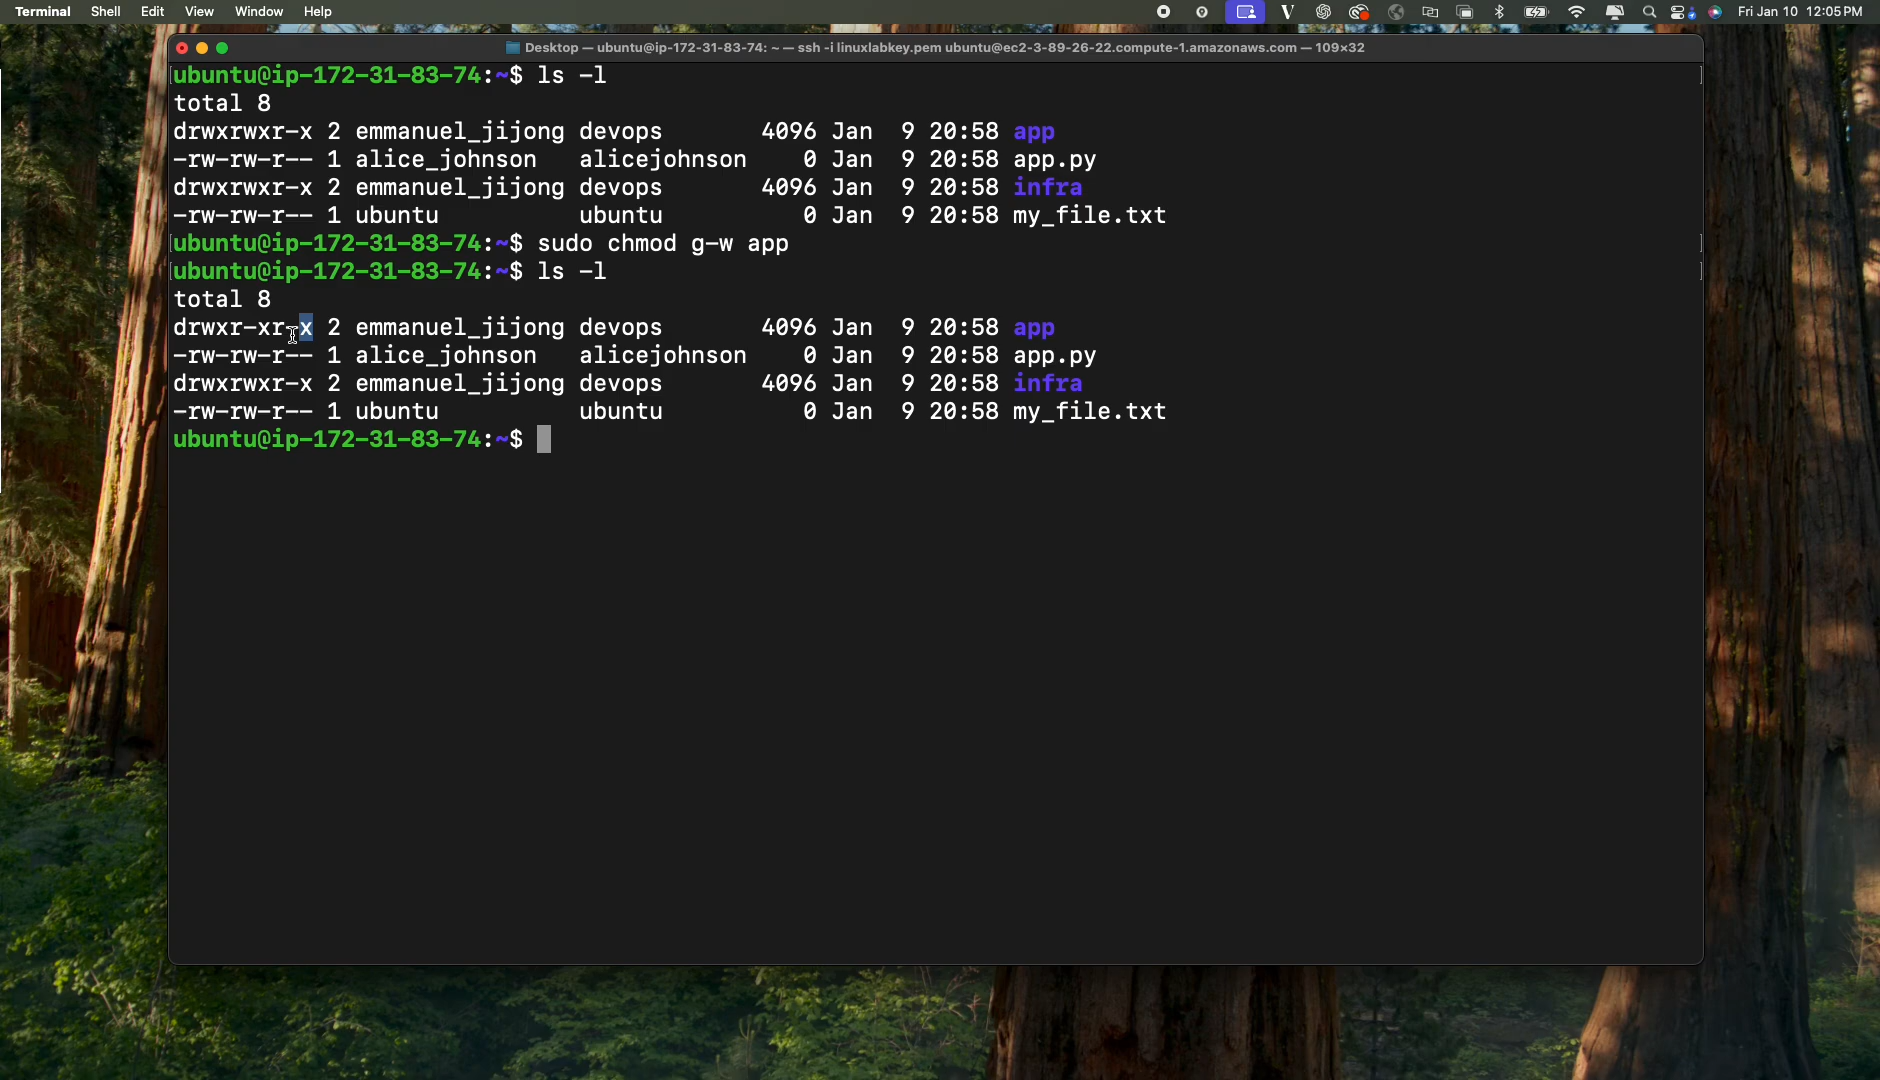 Terminal Shell Edit View Window Help Fri Jan 10 12:05 PM
Desktop — ubuntu@ip-172-31-83-74: ~ — ssh -i linuxlabkey.pem ubuntu@ec2-3-89-26-22.compute-1.amazonaws.com — 109×32
ubuntu@ip-172-31-83-74:~$ ls -l
total 8
drwxrwxr-x 2 emmanuel_jijong devops 4096 Jan 9 20:58 app
-rw-rw-r-- 1 alice_johnson alicejohnson 0 Jan 9 20:58 app.py
drwxrwxr-x 2 emmanuel_jijong devops 4096 Jan 9 20:58 infra
-rw-rw-r-- 1 ubuntu ubuntu 0 Jan 9 20:58 my_file.txt
ubuntu@ip-172-31-83-74:~$ sudo chmod g-w app
ubuntu@ip-172-31-83-74:~$ ls -l
total 8
drwxr-xr-x 2 emmanuel_jijong devops 4096 Jan 9 20:58 app
-rw-rw-r-- 1 alice_johnson alicejohnson 0 Jan 9 20:58 app.py
drwxrwxr-x 2 emmanuel_jijong devops 4096 Jan 9 20:58 infra
-rw-rw-r-- 1 ubuntu ubuntu 0 Jan 9 20:58 my_file.txt
ubuntu@ip-172-31-83-74:~$